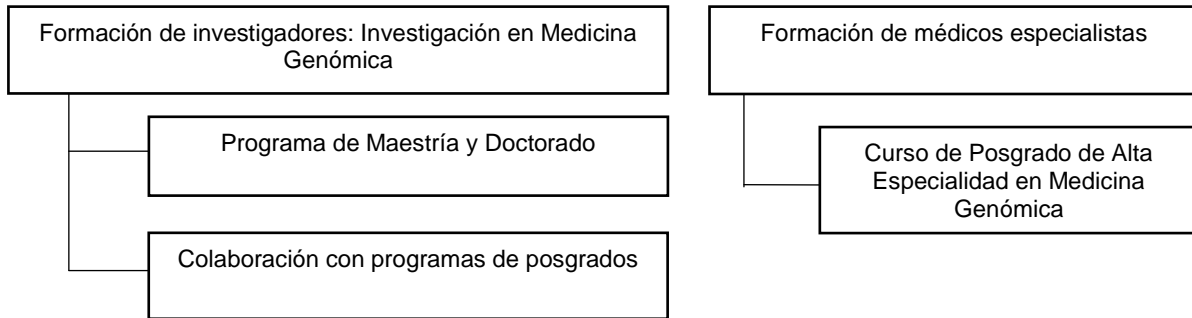 Formación de investigadores: Investigación en Medicina
Genómica
Programa de Maestría y Doctorado
Colaboración con programas de posgrados
Formación de médicos especialistas
Curso de Posgrado de Alta
Especialidad en Medicina
Genómica